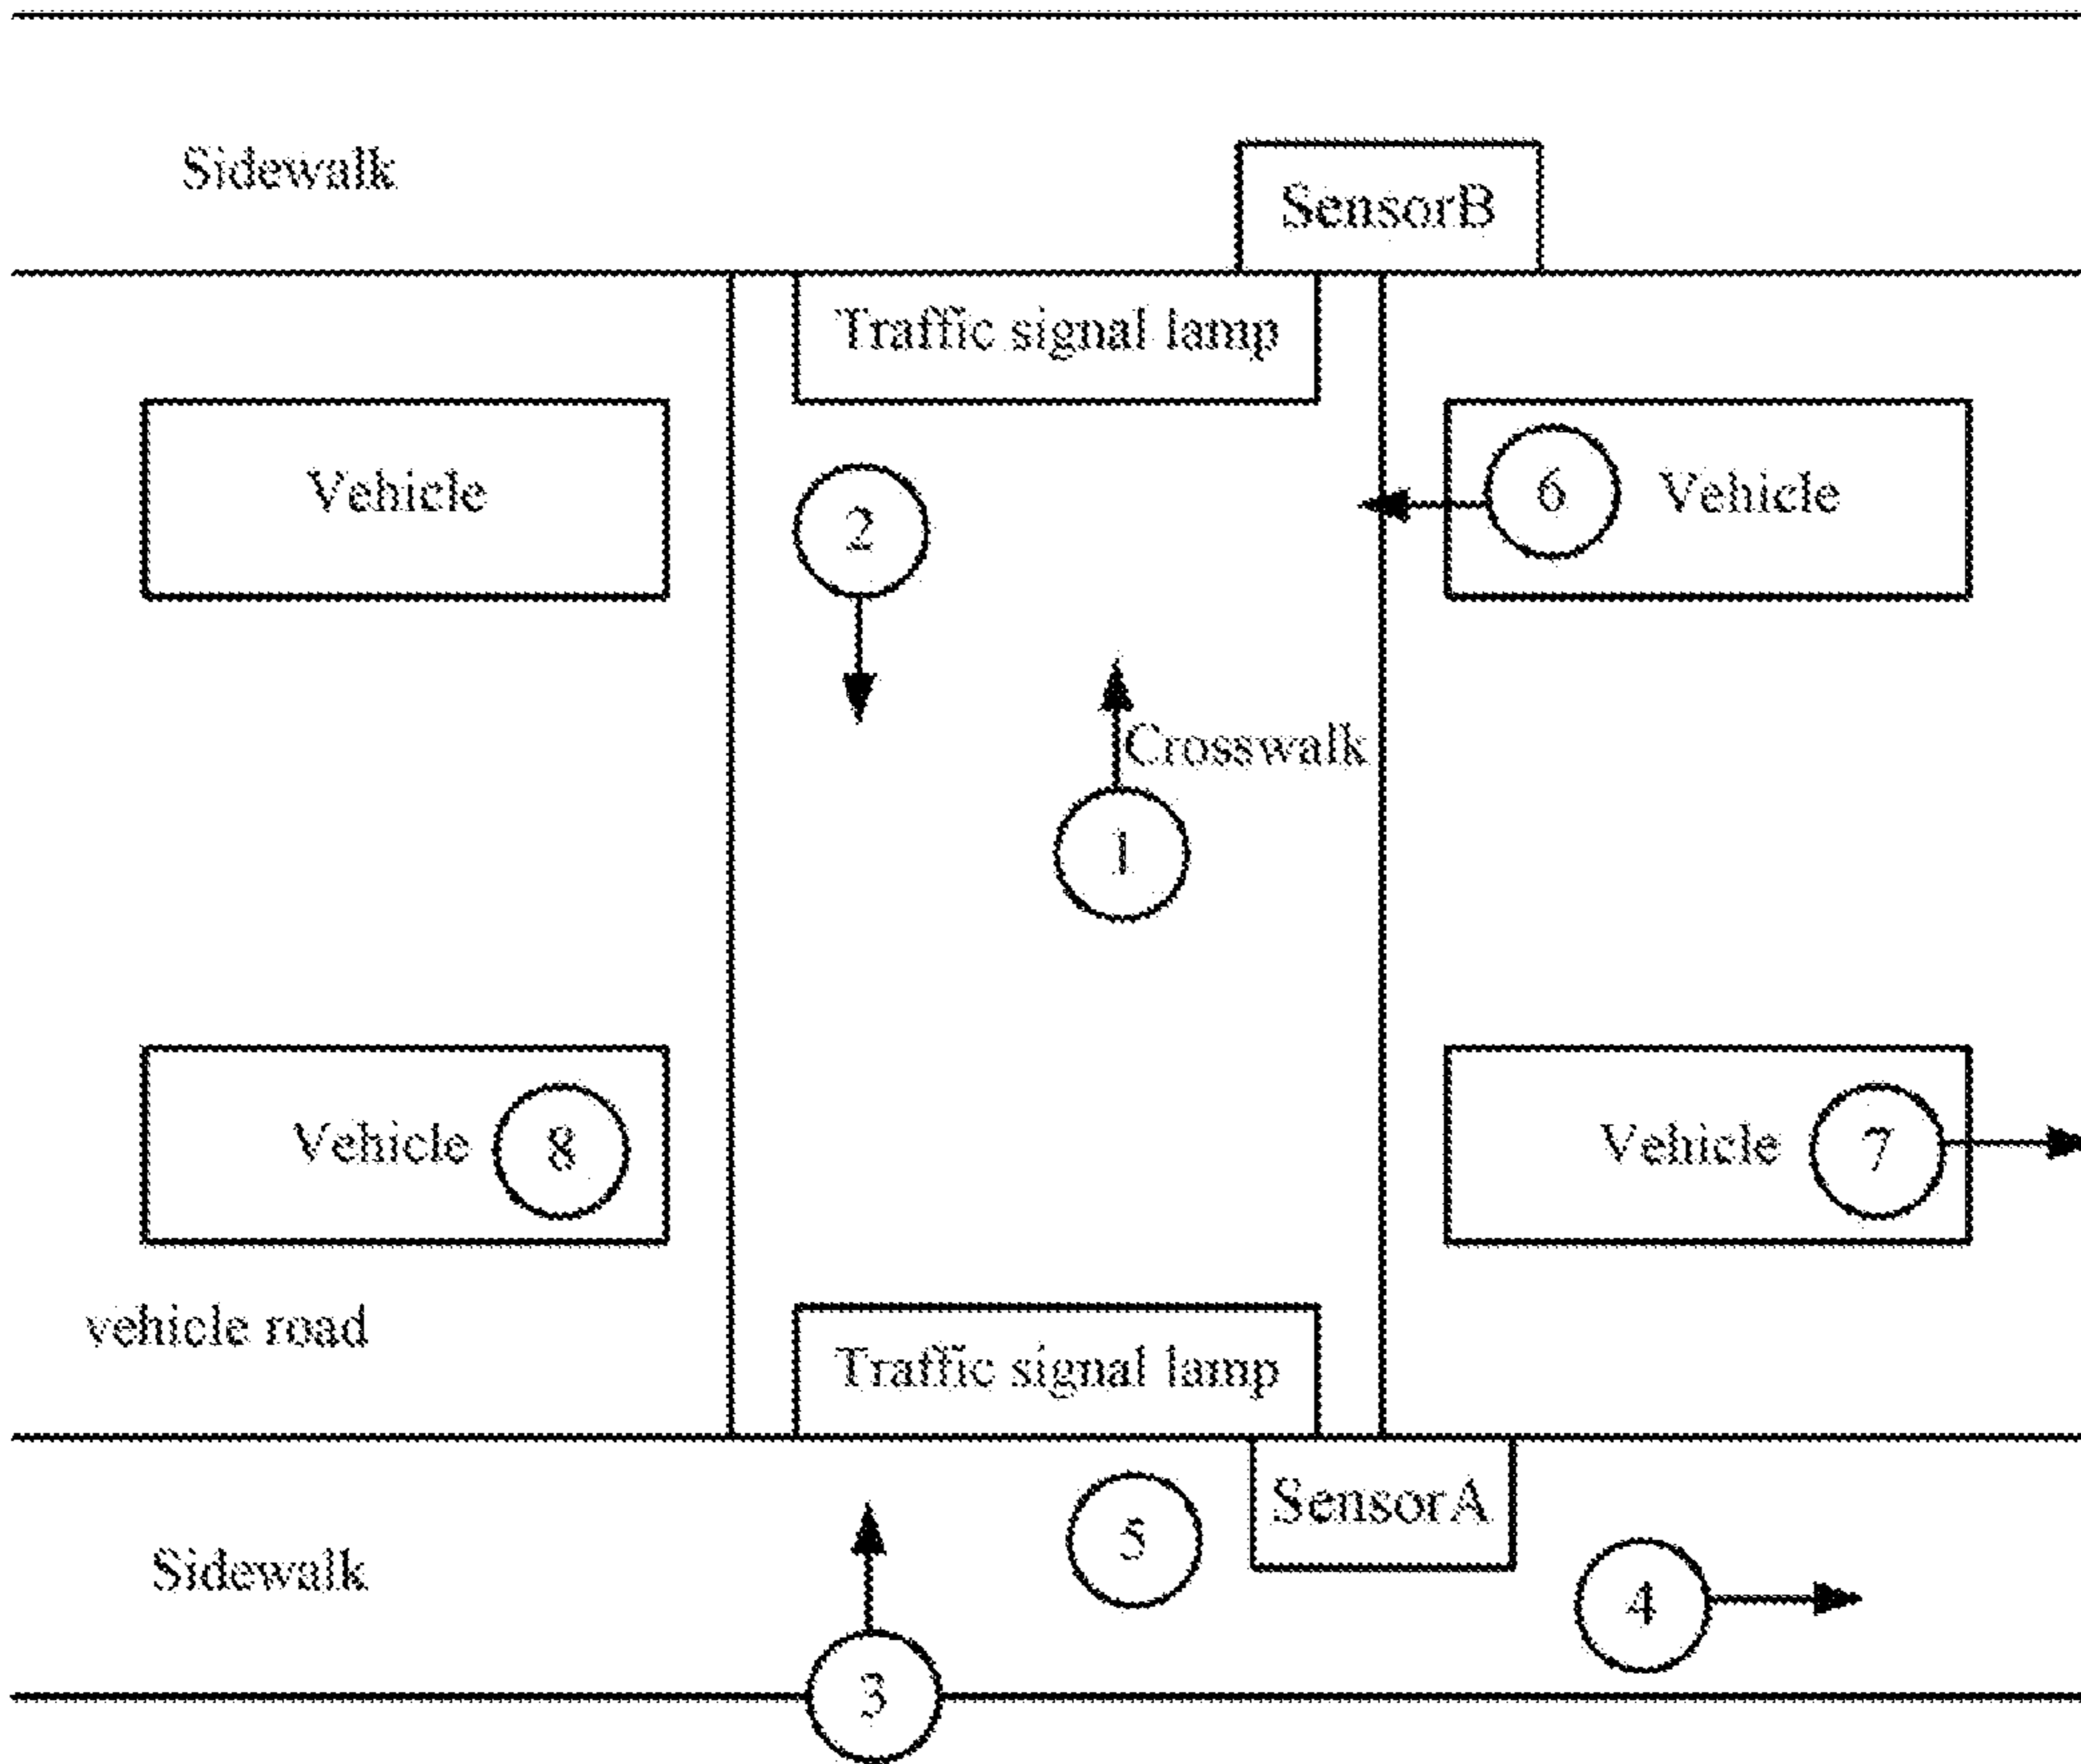 Sidewalk
SensorB
Traffic signal lamp
Vehicle
2
6
Vehicle
Crosswalk
1
Vehicle
8
Vehicle
7
vehicle road
Traffic signal lamp
SensorA
5
Sidewalk
4
3